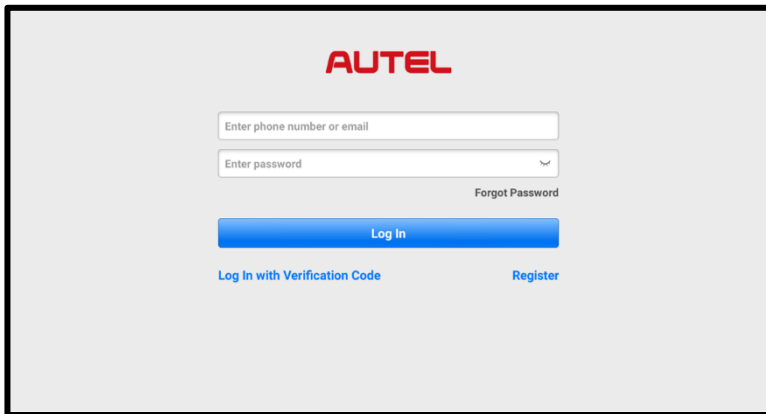 AUTEL
Enter phone number or email
Enter password
Forgot Password
Log In
Log In with Verification Code
Register